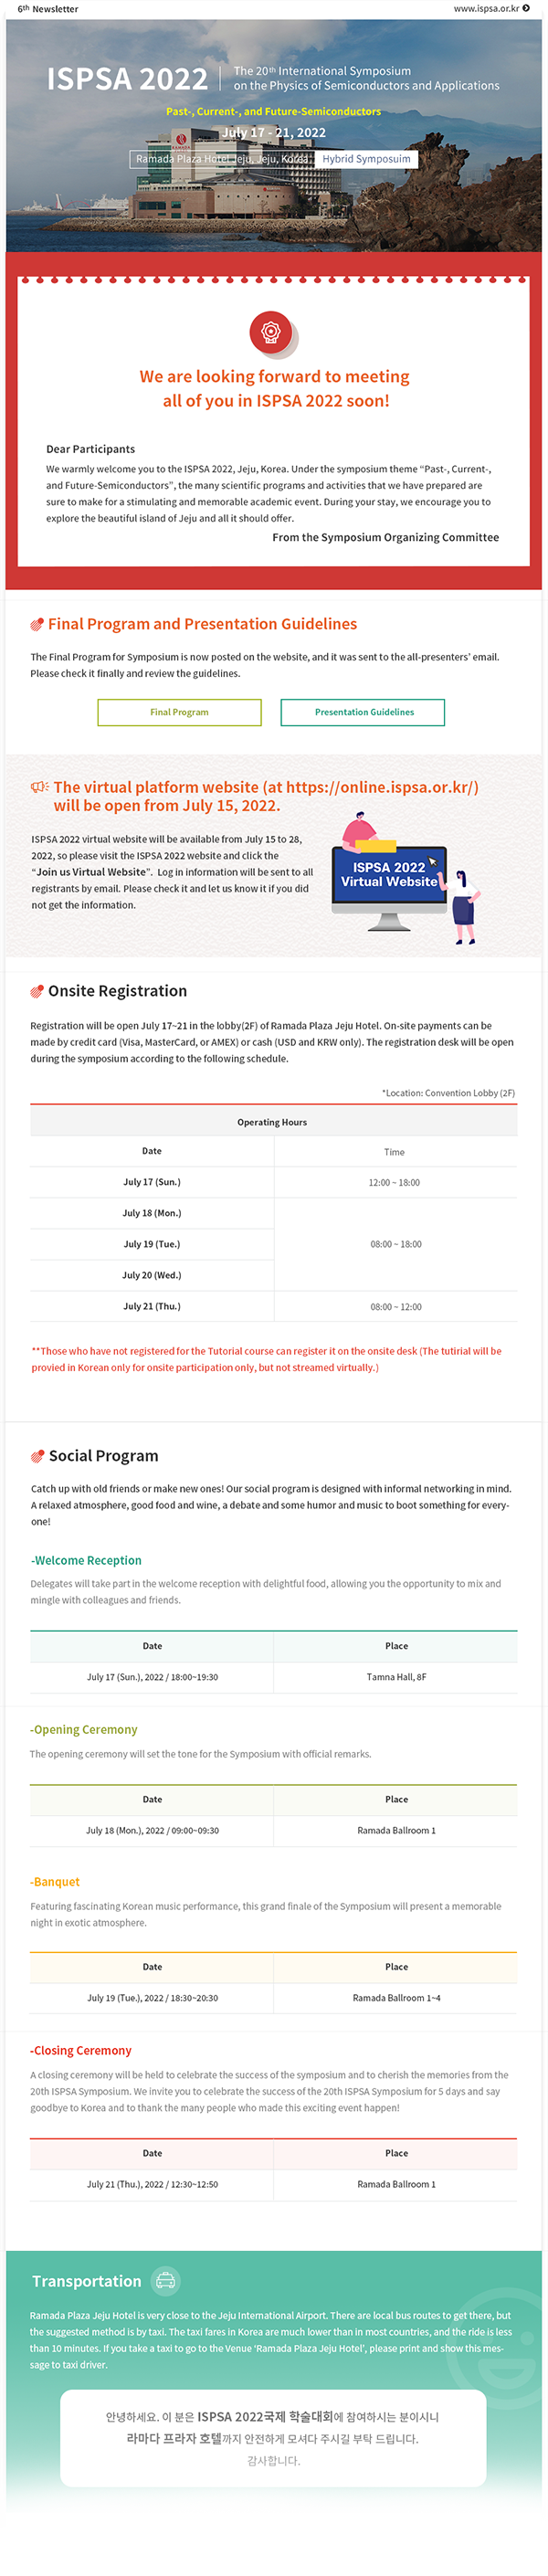 6th Newsletter
www.ispsa.or.kr
ISPSA 2022
The 20th International Symposium
on the Physics of Semiconductors and Applications
Past-, Current-, and Future-Semiconductors
July 17 - 21, 2022
Ramada Plaza Hotel Jeju, Jeju, Korea
Hybrid Symposuim
We are looking forward to meeting
all of you in ISPSA 2022 soon!
Dear Participants
We warmly welcome you to the ISPSA 2022, Jeju, Korea. Under the symposium theme “Past-, Current-,
and Future-Semiconductors”, the many scientific programs and activities that we have prepared are
sure to make for a stimulating and memorable academic event. During your stay, we encourage you to
explore the beautiful island of Jeju and all it should offer.
From the Symposium Organizing Committee
Final Program and Presentation Guidelines
The Final Program for Symposium is now posted on the website, and it was sent to the all-presenters’ email.
Please check it finally and review the guidelines.
Final Program
Presentation Guidelines
The virtual platform website (at https://online.ispsa.or.kr/)
will be open from July 15, 2022.
ISPSA 2022 virtual website will be available from July 15 to 28,
2022, so please visit the ISPSA 2022 website and click the
“Join us Virtual Website”. Log in information will be sent to all
registrants by email. Please check it and let us know it if you did
not get the information.
ISPSA 2022
Virtual Website
Onsite Registration
Registration will be open July 17~21 in the lobby(2F) of Ramada Plaza Jeju Hotel. On-site payments can be
made by credit card (Visa, MasterCard, or AMEX) or cash (USD and KRW only). The registration desk will be open
during the symposium according to the following schedule.
*Location: Convention Lobby (2F)
Operating Hours
Date
Time
July 17 (Sun.)
12:00 ~ 18:00
July 18 (Mon.)
July 19 (Tue.)
08:00 ~ 18:00
July 20 (Wed.)
July 21 (Thu.)
08:00 ~ 12:00
**Those who have not registered for the Tutorial course can register it on the onsite desk (The tutirial will be
provied in Korean only for onsite participation only, but not streamed virtually.)
Social Program
Catch up with old friends or make new ones! Our social program is designed with informal networking in mind.
A relaxed atmosphere, good food and wine, a debate and some humor and music to boot something for every-
one!
-Welcome Reception
Delegates will take part in the welcome reception with delightful food, allowing you the opportunity to mix and
mingle with colleagues and friends.
Date
Place
July 17 (Sun.), 2022 / 18:00~19:30
Tamna Hall, 8F
-Opening Ceremony
The opening ceremony will set the tone for the Symposium with official remarks.
Date
Place
July 18 (Mon.), 2022 / 09:00~09:30
Ramada Ballroom 1
-Banquet
Featuring fascinating Korean music performance, this grand finale of the Symposium will present a memorable
night in exotic atmosphere.
Date
Place
July 19 (Tue.), 2022 / 18:30~20:30
Ramada Ballroom 1~4
-Closing Ceremony
A closing ceremony will be held to celebrate the success of the symposium and to cherish the memories from the
20th ISPSA Symposium. We invite you to celebrate the success of the 20th ISPSA Symposium for 5 days and say
goodbye to Korea and to thank the many people who made this exciting event happen!
Date
Place
July 21 (Thu.), 2022 / 12:30~12:50
Ramada Ballroom 1
Transportation
Ramada Plaza Jeju Hotel is very close to the Jeju International Airport. There are local bus routes to get there, but
the suggested method is by taxi. The taxi fares in Korea are much lower than in most countries, and the ride is less
than 10 minutes. If you take a taxi to go to the Venue ‘Ramada Plaza Jeju Hotel’, please print and show this mes-
sage to taxi driver.
안녕하세요. 이 분은 ISPSA 2022국제 학술대회에 참여하시는 분이시니
라마다 프라자 호텔까지 안전하게 모셔다 주시길 부탁 드립니다.
감사합니다.